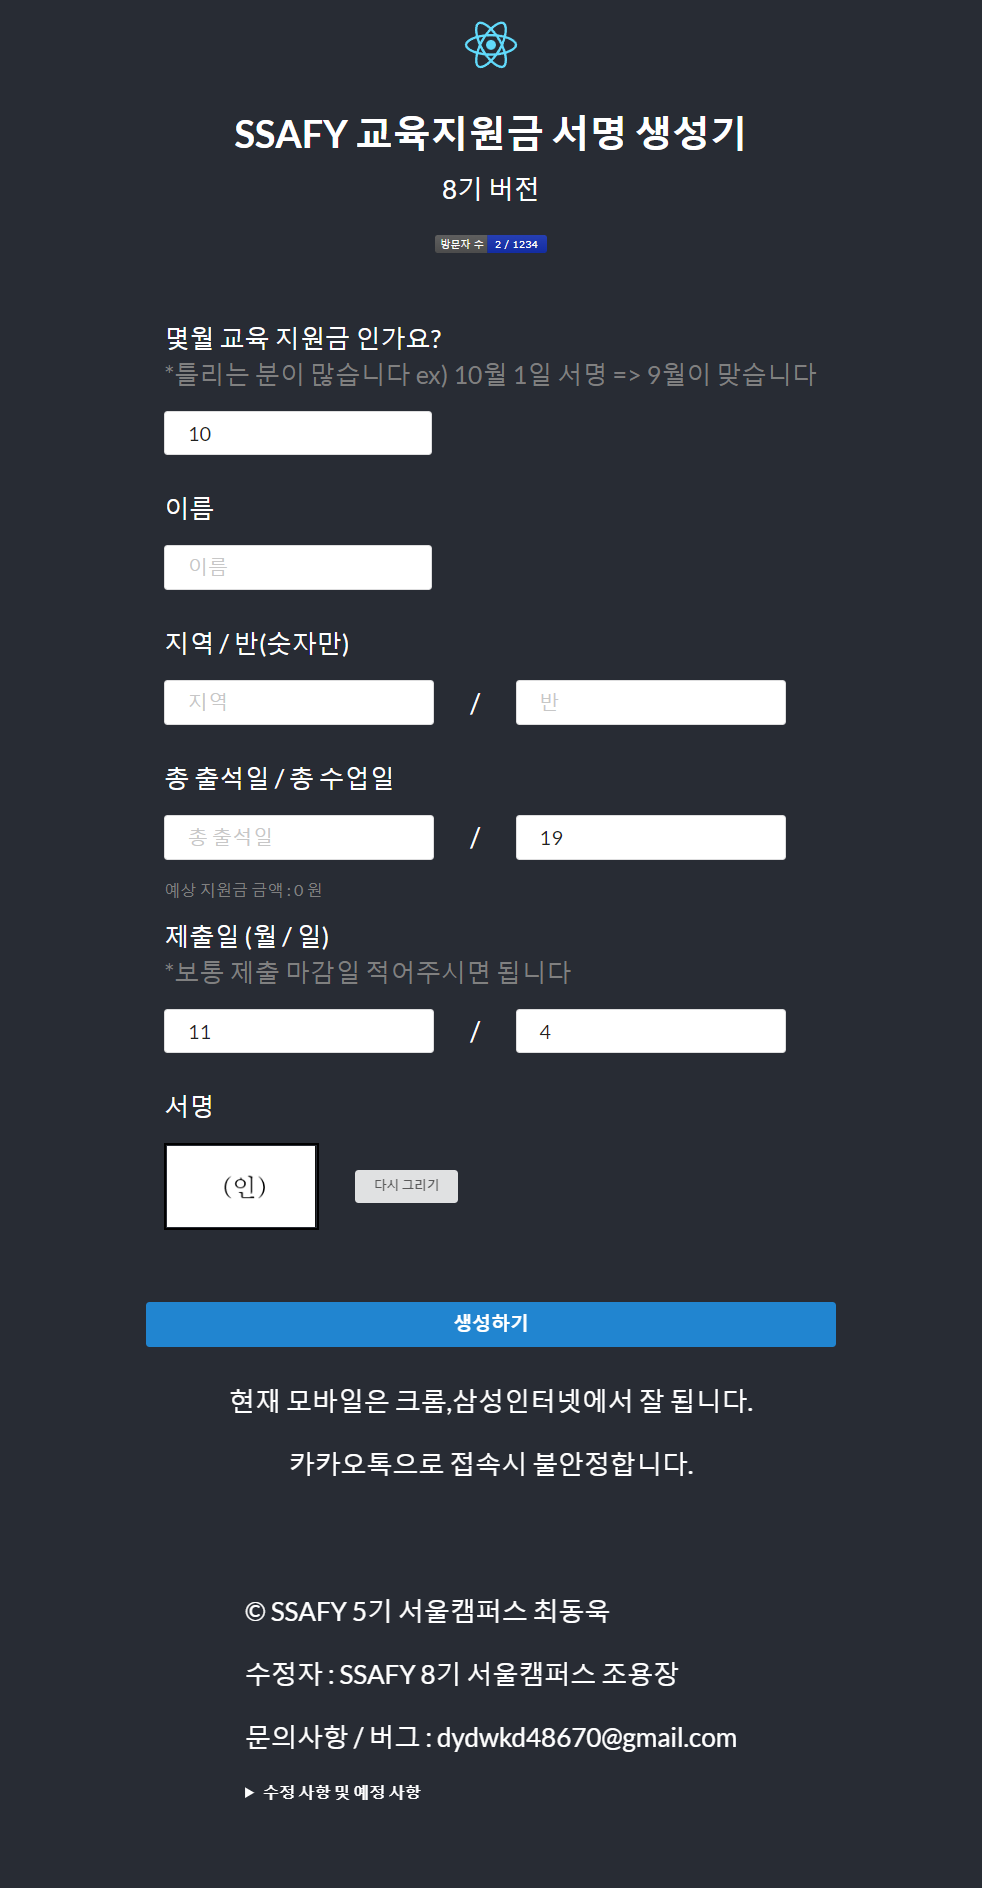 SSAFY 교육지원금 서명 생성기
8기 버전
방문자 수 2 / 1234
몇월 교육 지원금 인가요?
*틀리는 분이 많습니다 ex) 10월 1일 서명 => 9월이 맞습니다
10
이름
이름
지역 / 반(숫자만)
지역 / 반
총 출석일 / 총 수업일
총 출석일 / 19
예상 지원금 금액 : 0 원
제출일 (월 / 일)
*보통 제출 마감일 적어주시면 됩니다
11 / 4
서명
(인) 다시 그리기
생성하기
현재 모바일은 크롬,삼성인터넷에서 잘 됩니다.
카카오톡으로 접속시 불안정합니다.
© SSAFY 5기 서울캠퍼스 최동욱
수정자 : SSAFY 8기 서울캠퍼스 조용장
문의사항 / 버그 : dydwkd48670@gmail.com
▶ 수정 사항 및 예정 사항